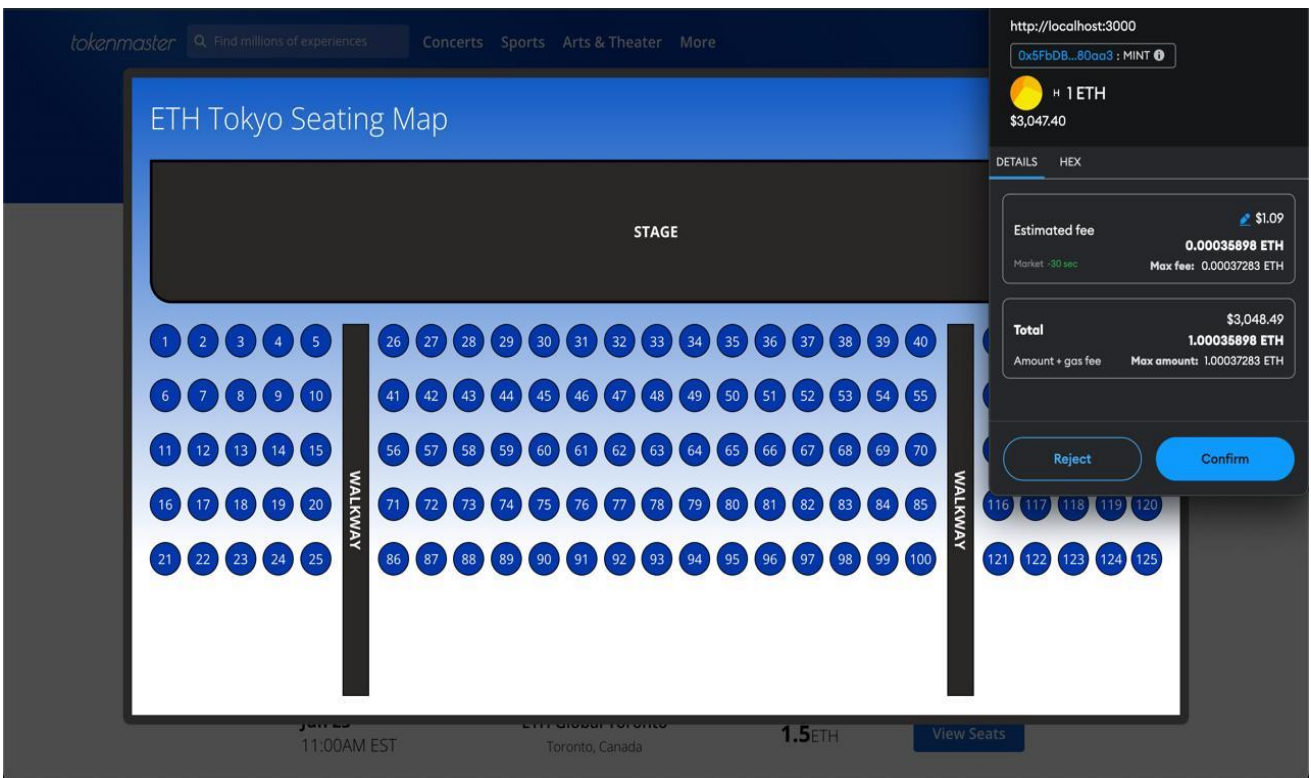 tokenmaster Find millions of experiences Concerts Sports Arts & Theater More
ETH Tokyo Seating Map
STAGE
1 2 3 4 5 26 27 28 29 30 31 32 33 34 35 36 37 38 39 40
6 7 8 9 10 41 42 43 44 45 46 47 48 49 50 51 52 53 54 55
11 12 13 14 15 56 57 58 59 60 61 62 63 64 65 66 67 68 69 70
16 17 18 19 20 71 72 73 74 75 76 77 78 79 80 81 82 83 84 85 116 117 118 119 120
21 22 23 24 25 86 87 88 89 90 91 92 93 94 95 96 97 98 99 100 121 122 123 124 125
WALKWAY
WALKWAY
11:00AM EST
Toronto, Canada
1.5ETH
View Seats
http://localhost:3000
0x5FbDB...80aa3 : MINT
H 1 ETH
$3,047.40
DETAILS HEX
Estimated fee $1.09
0.00035898 ETH
Market ~30 sec Max fee: 0.00037283 ETH
Total $3,048.49
1.00035898 ETH
Amount + gas fee Max amount: 1.00037283 ETH
Reject Confirm